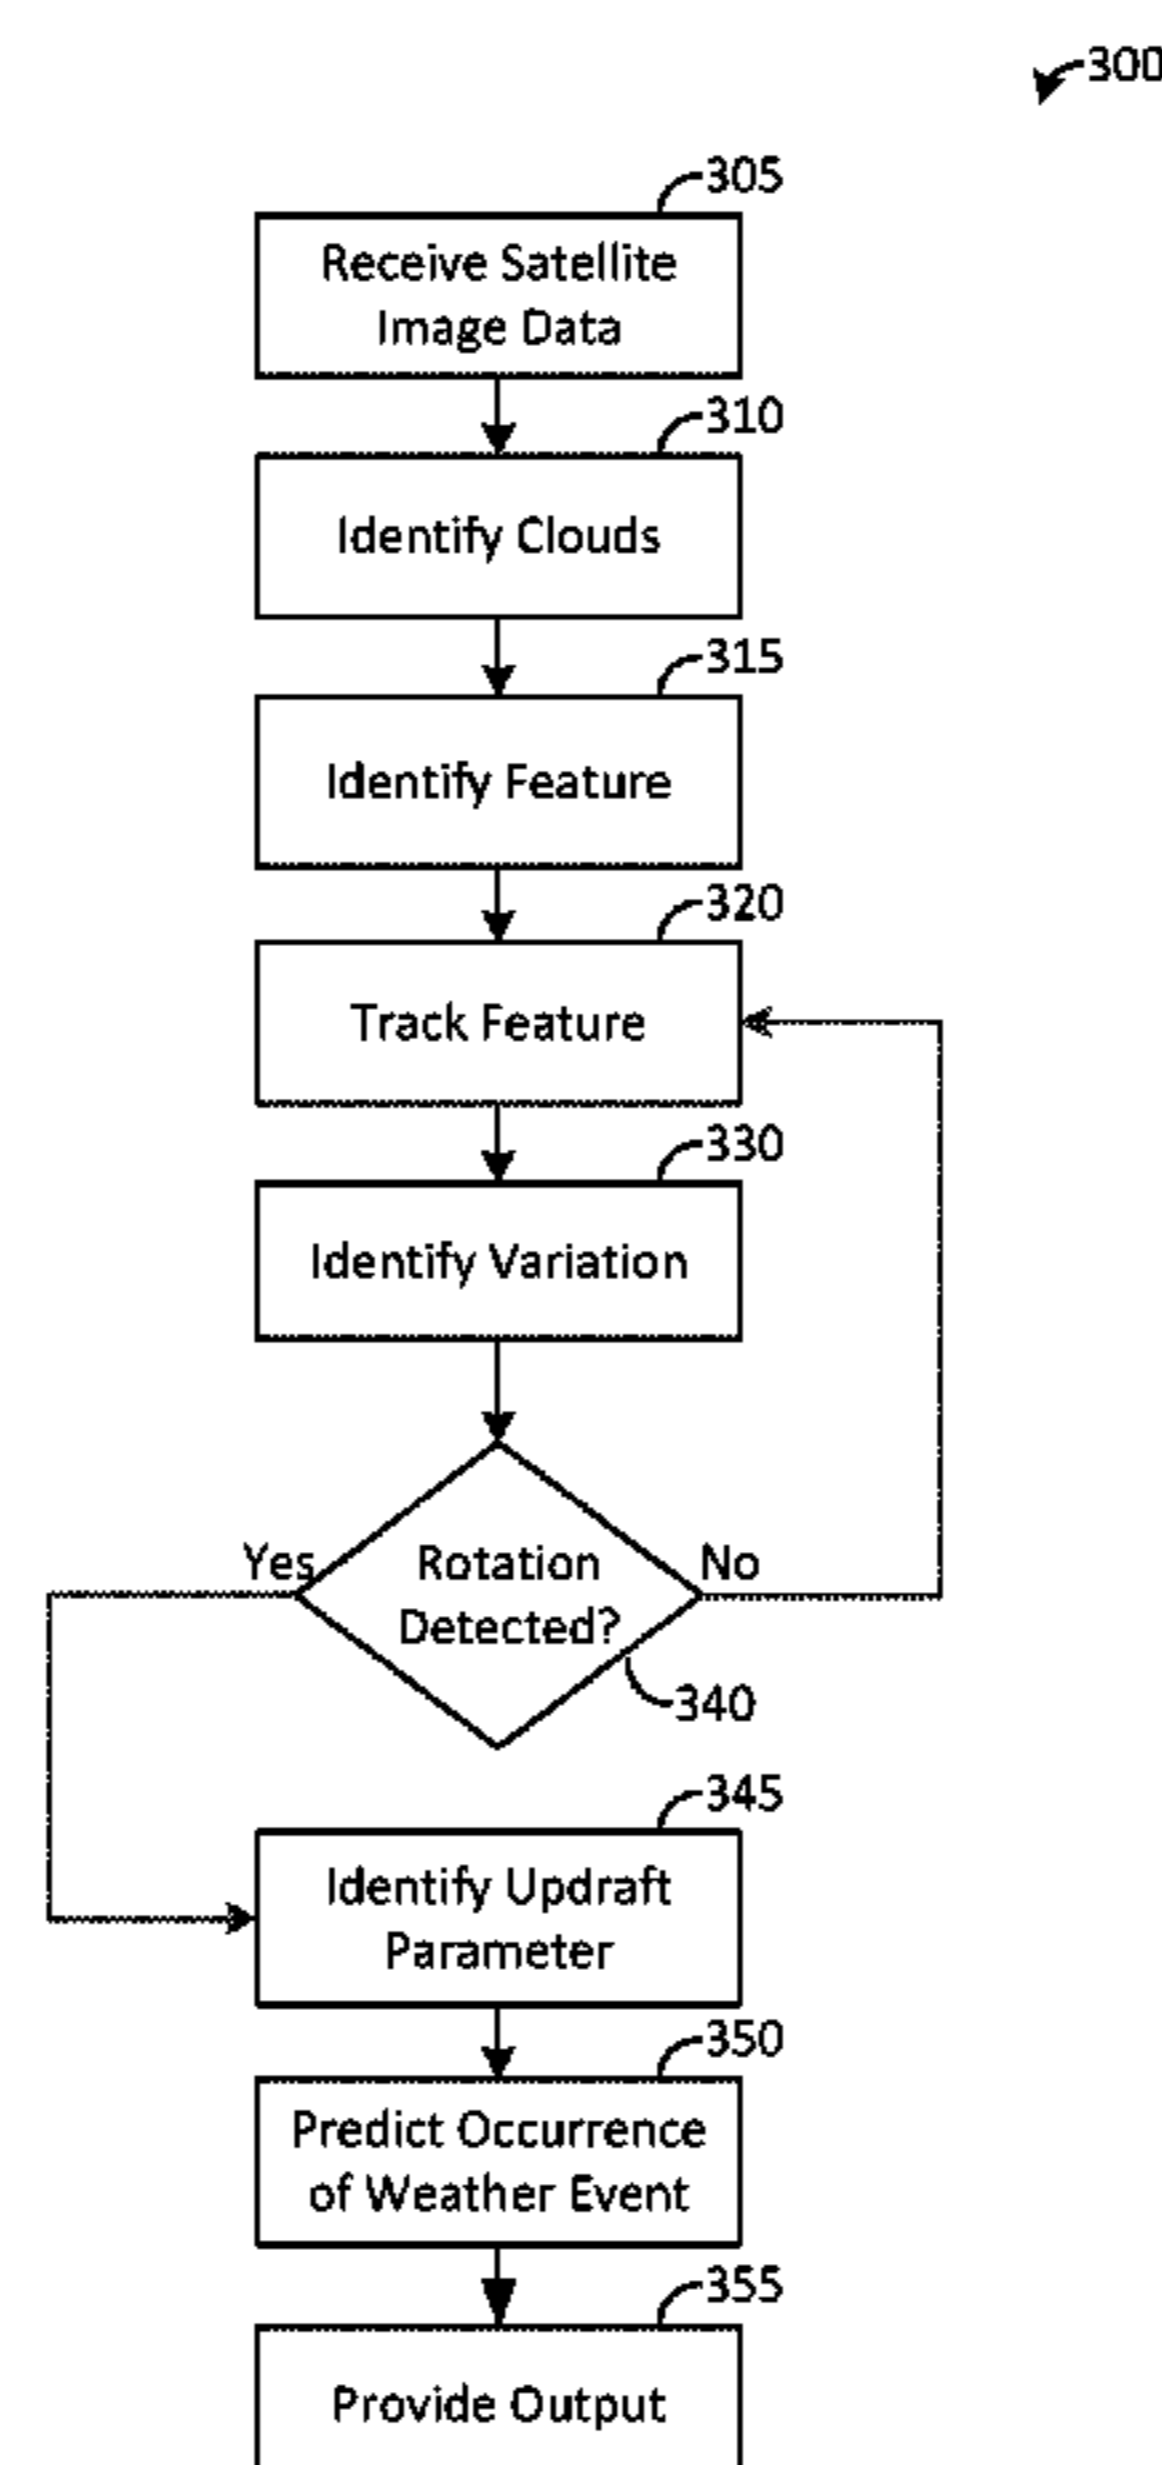 300
305
Receive Satellite
Image Data
310
Identify Clouds
315
Identify Feature
320
Track Feature
330
Identify Variation
Yes
Rotation
Detected?
No
340
345
Identify Updraft
Parameter
350
Predict Occurrence
of Weather Event
355
Provide Output